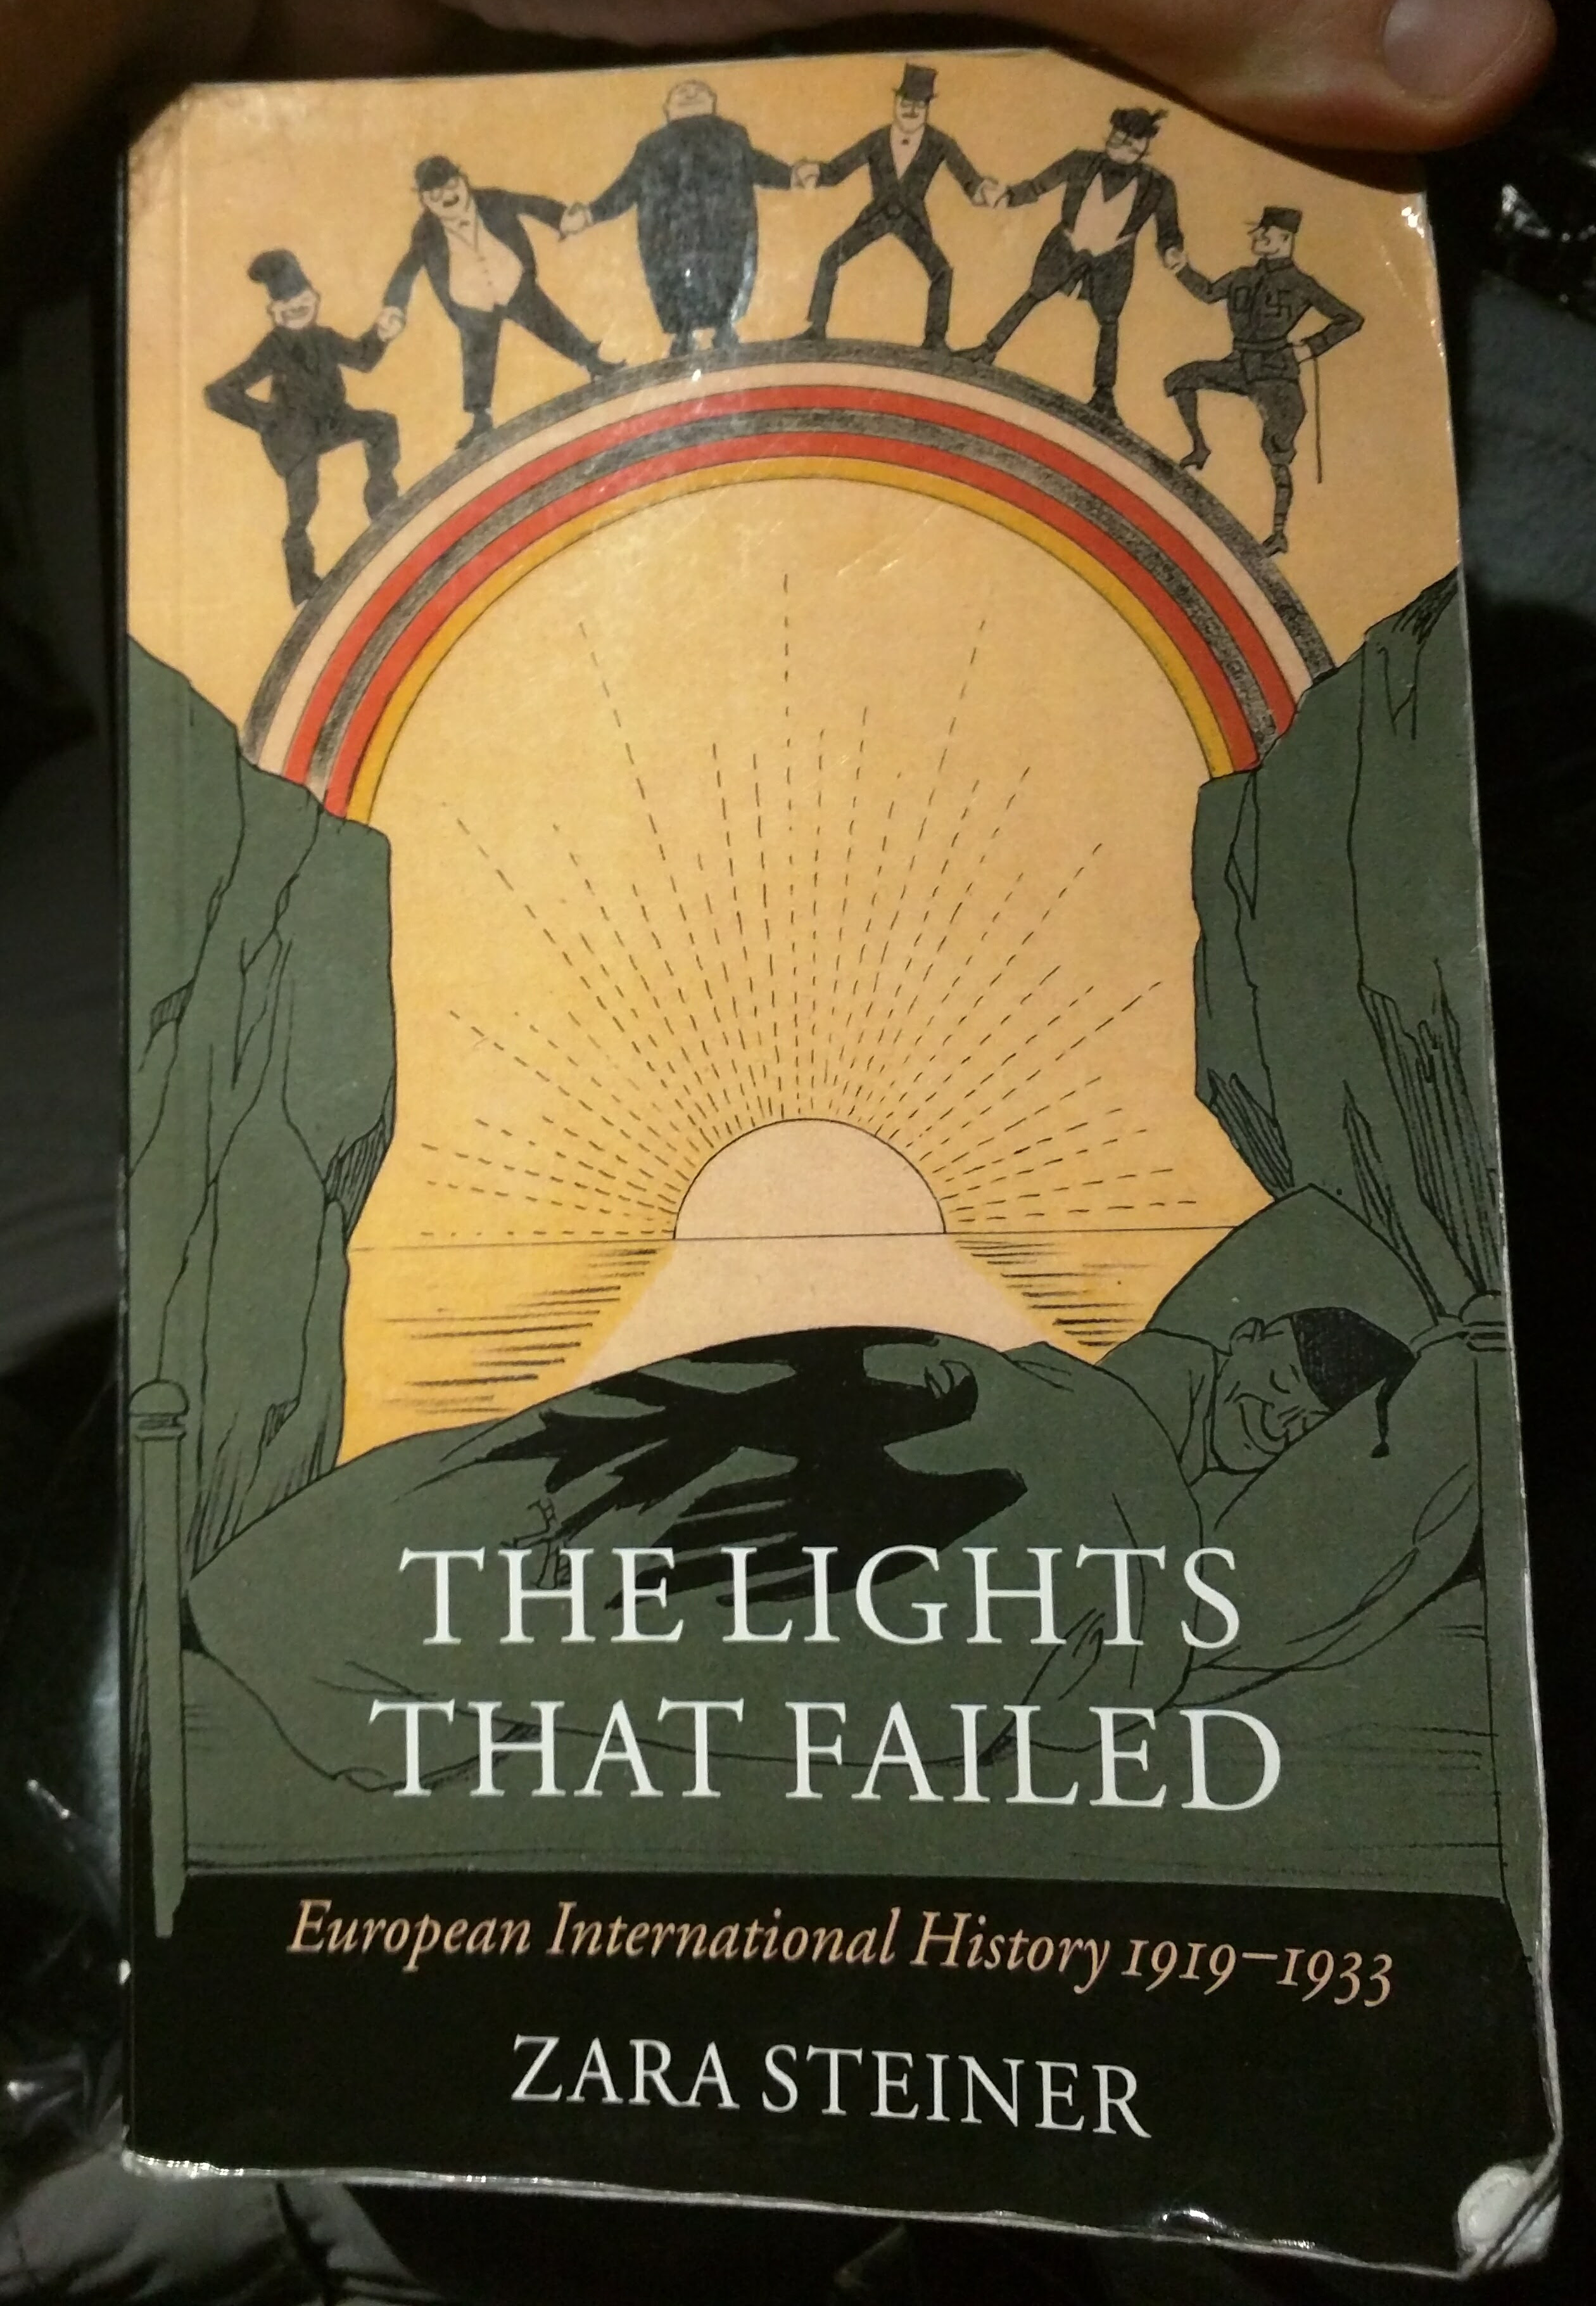 THE LIGHTS
THAT FAILED
European International History 1919–1933
ZARA STEINER